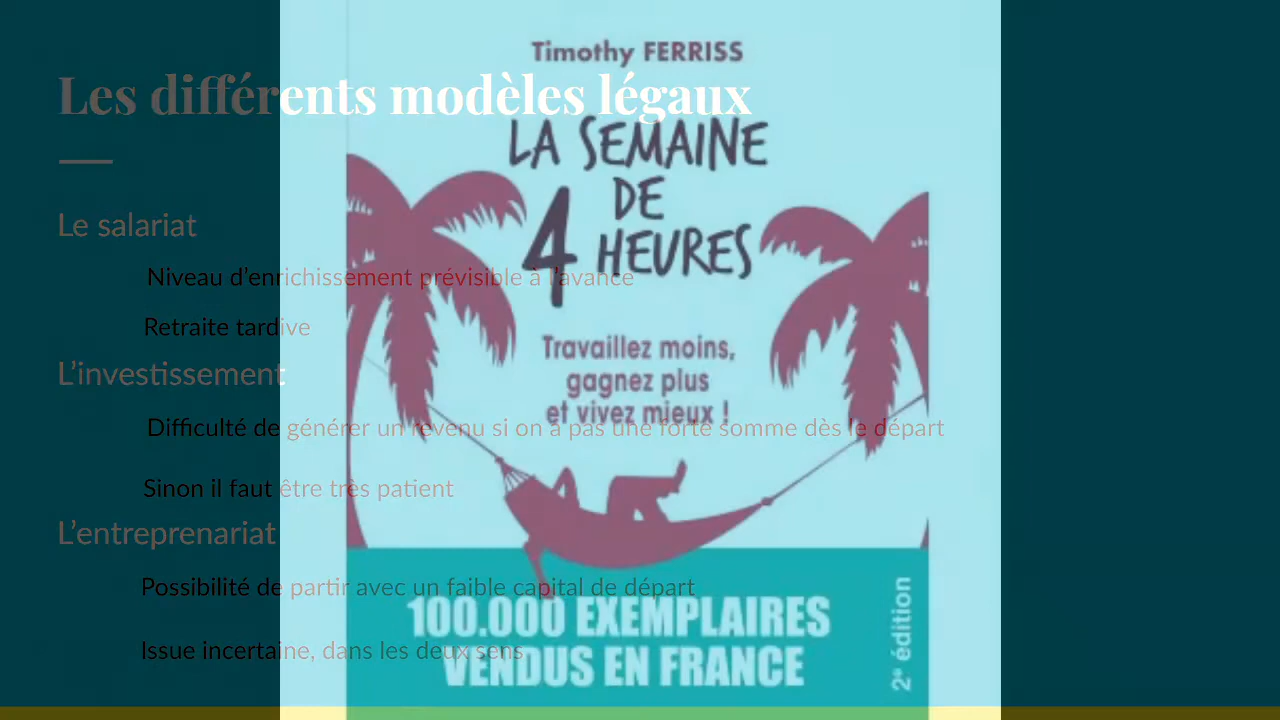 Timothy FERRISS
Les différents modèles légaux
LA SEMAINE
DE
4 HEURES
Le salariat
Niveau d'enrichissement prévisible à l'avance
Retraite tardive
Travaillez moins,
gagnez plus
et vivez mieux !
L'investissement
Difficulté de générer un revenu si on a pas une forte somme dès le départ
Sinon il faut être très patient
L'entreprenariat
Possibilité de partir avec un faible capital de départ
100.000 EXEMPLAIRES
VENDUS EN FRANCE
Issue incertaine, dans les deux sens
2e édition